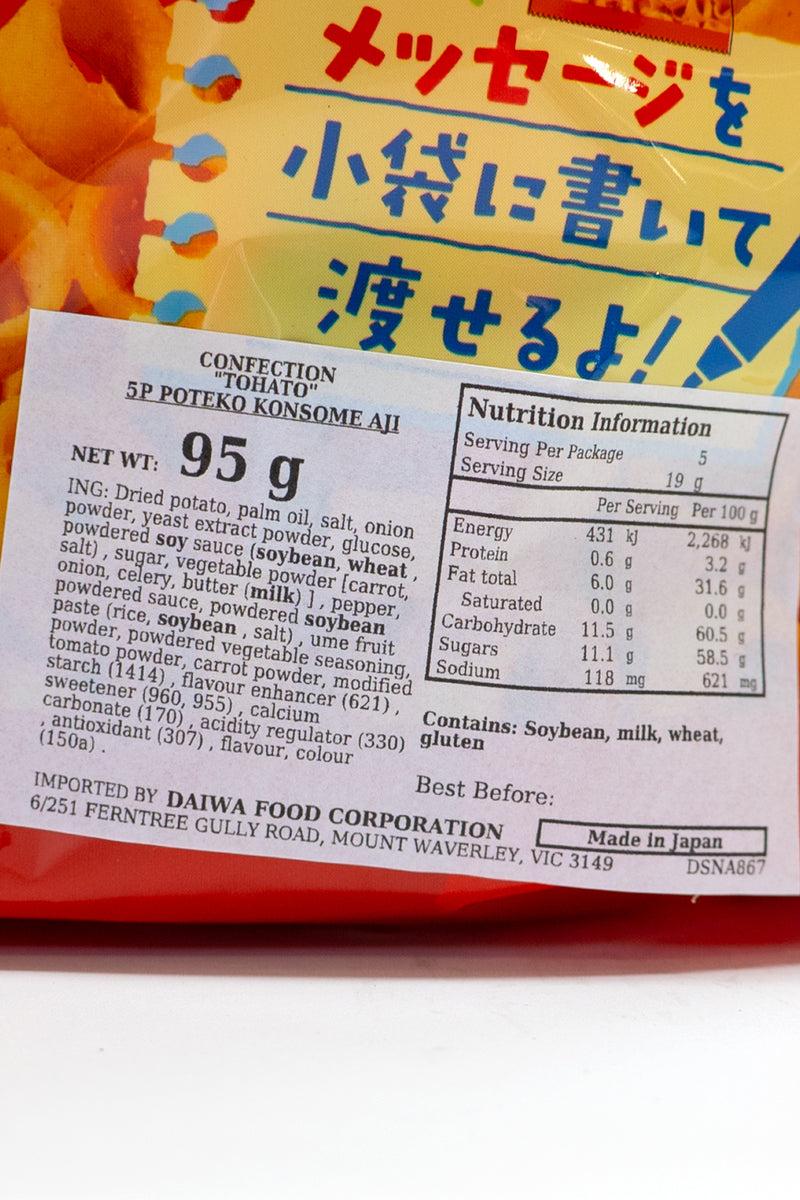 メッセージを
小袋に書いて
渡せるよ!
CONFECTION
"TOHATO"
5P POTEKO KONSOME AJI
NET WT: 95 g
ING: Dried potato, palm oil, salt, onion
powder, yeast extract powder, glucose,
powdered soy sauce (soybean, wheat ,
salt) , sugar, vegetable powder [carrot,
onion, celery, butter (milk) ] , pepper,
powdered sauce, powdered soybean
paste (rice, soybean , salt) , ume fruit
powder, powdered vegetable seasoning,
tomato powder, carrot powder, modified
starch (1414) , flavour enhancer (621) ,
sweetener (960, 955) , calcium
carbonate (170) , acidity regulator (330)
, antioxidant (307) , flavour, colour
(150a) .
Nutrition Information
Serving Per Package 5
Serving Size 19 g
Per Serving Per 100 g
Energy 431 kJ 2,268 kJ
Protein 0.6 g 3.2 g
Fat total 6.0 g 31.6 g
Saturated 0.0 g 0.0 g
Carbohydrate 11.5 g 60.5 g
Sugars 11.1 g 58.5 g
Sodium 118 mg 621 mg
Contains: Soybean, milk, wheat,
gluten
Best Before:
IMPORTED BY DAIWA FOOD CORPORATION
6/251 FERNTREE GULLY ROAD, MOUNT WAVERLEY, VIC 3149
Made in Japan
DSNA867